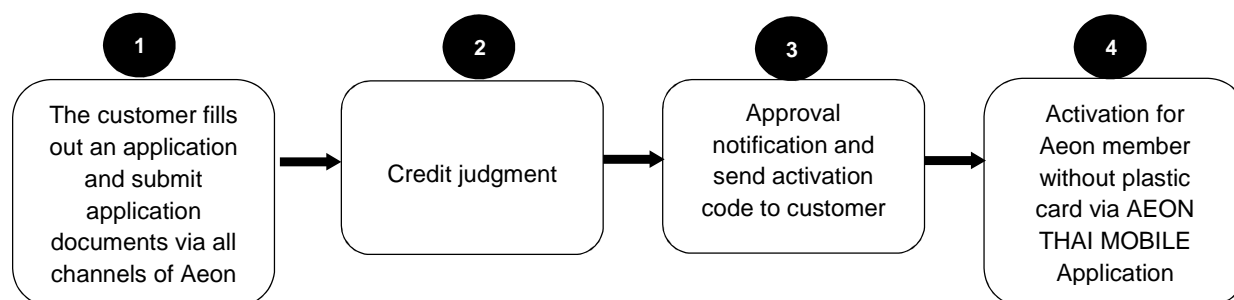 1
The customer fills
out an application
and submit
application
documents via all
channels of Aeon
2
Credit judgment
3
Approval
notification and
send activation
code to customer
4
Activation for
Aeon member
without plastic
card via AEON
THAI MOBILE
Application